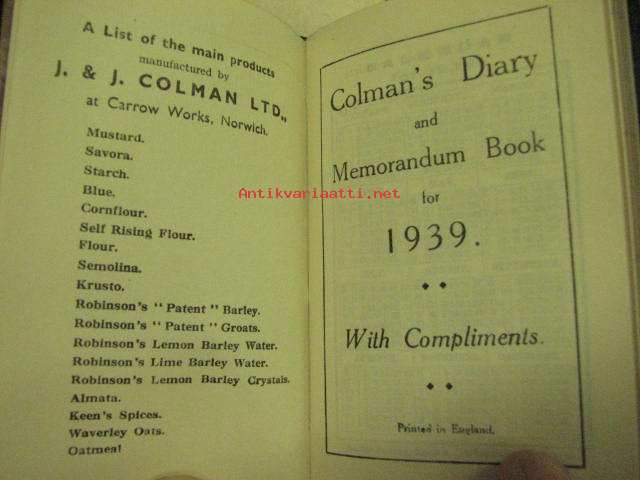 A List of the main products
manufactured by
J. & J. COLMAN LTD.,
at Carrow Works, Norwich.
Mustard.
Savora.
Starch.
Blue.
Cornflour.
Self Rising Flour.
Flour.
Semolina.
Krusto.
Robinson's "Patent" Barley.
Robinson's "Patent" Groats.
Robinson's Lemon Barley Water.
Robinson's Lime Barley Water.
Robinson's Lemon Barley Crystals.
Almata.
Keen's Spices.
Waverley Oats.
Oatmeal
Colman's Diary
and
Memorandum Book
for
1939.
With Compliments.
Printed in England.
Antikvariaatti.net